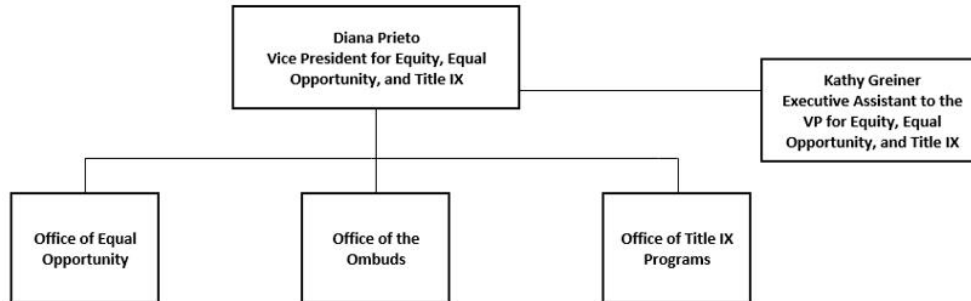 Diana Prieto
Vice President for Equity, Equal
Opportunity, and Title IX
Kathy Greiner
Executive Assistant to the
VP for Equity, Equal
Opportunity, and Title IX
Office of Equal
Opportunity
Office of the
Ombuds
Office of Title IX
Programs